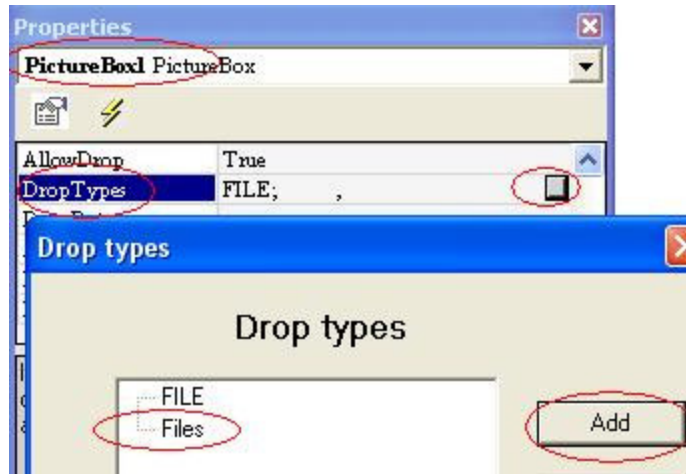 Properties
PictureBox1 PictureBox
AllowDrop True
DropTypes FILE; ,
Drop types
Drop types
FILE
Files
Add